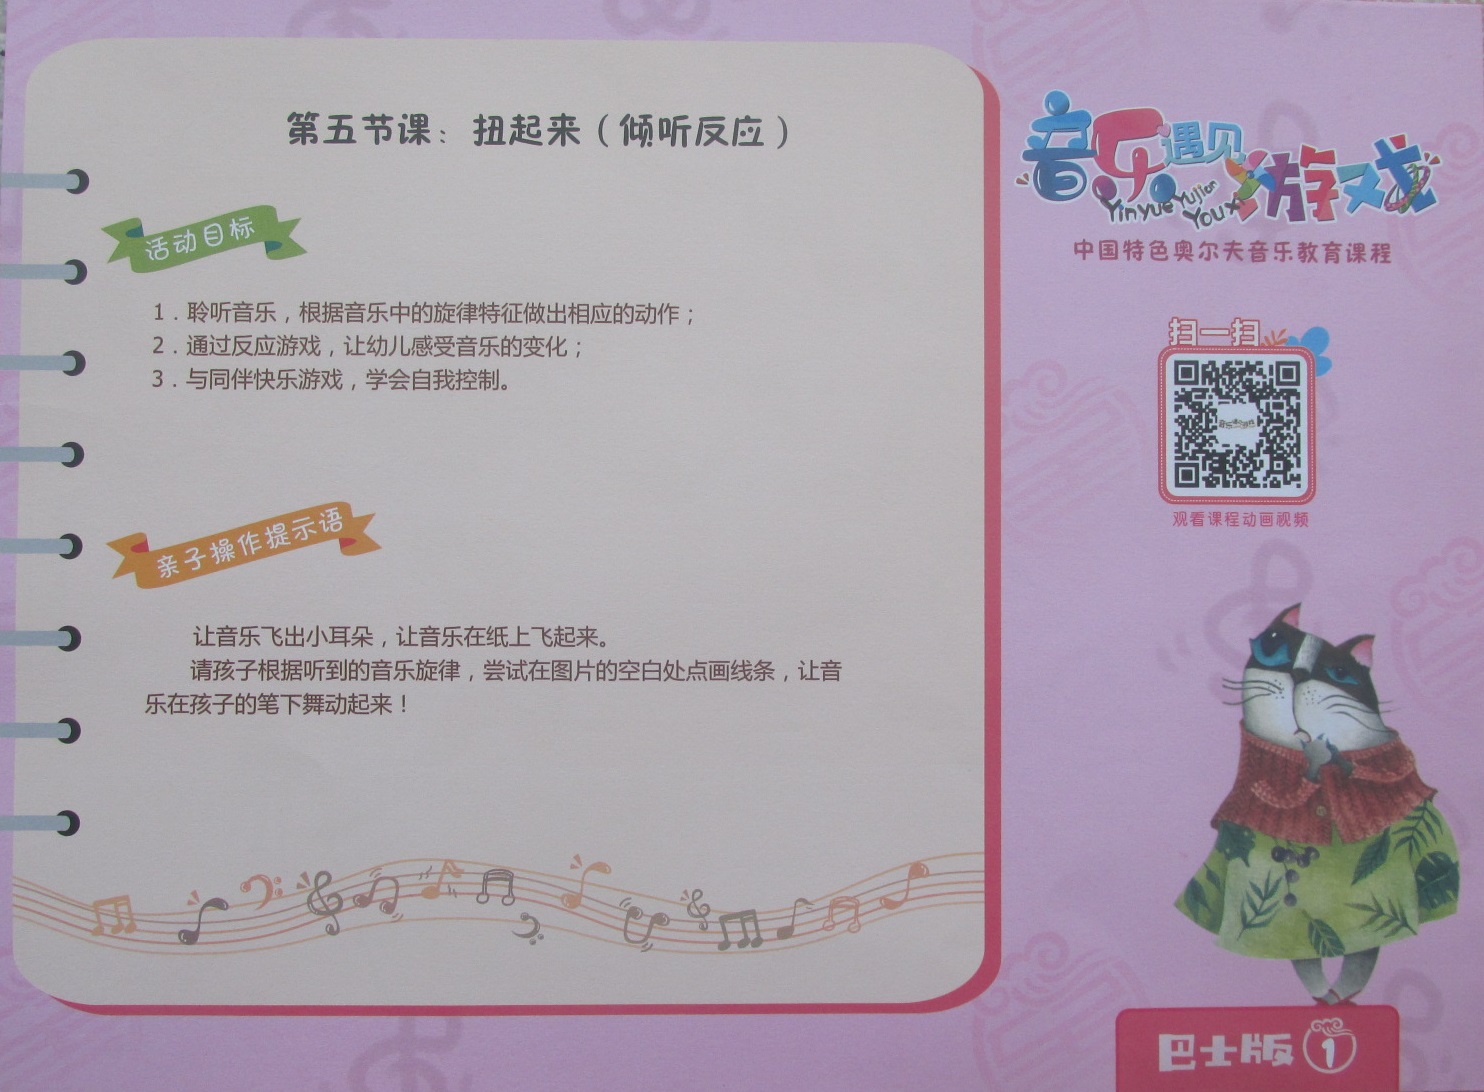 第五节课：扭起来（倾听反应）
活动目标
1．聆听音乐，根据音乐中的旋律特征做出相应的动作；
2．通过反应游戏，让幼儿感受音乐的变化；
3．与同伴快乐游戏，学会自我控制。
亲子操作提示语
让音乐飞出小耳朵，让音乐在纸上飞起来。
请孩子根据听到的音乐旋律，尝试在图片的空白处点画线条，让音
乐在孩子的笔下舞动起来！
音乐遇见游戏
Yin yue Yu jian
You xi
中国特色奥尔夫音乐教育课程
扫一扫
观看课程动画视频
巴士版 1